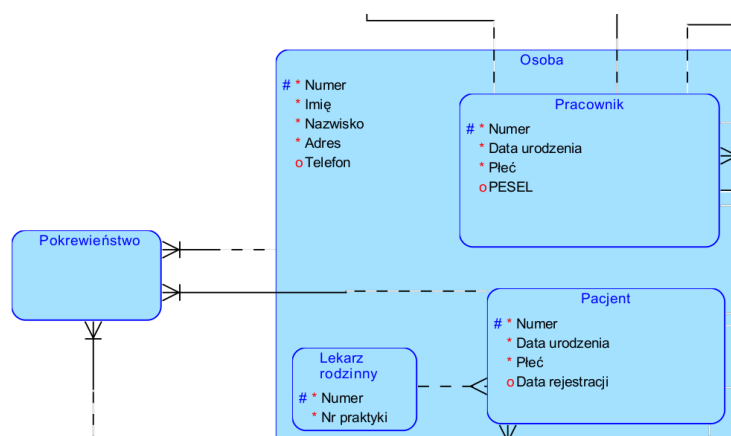 Osoba
# * Numer
* Imię
* Nazwisko
* Adres
o Telefon
Pracownik
# * Numer
* Data urodzenia
* Płeć
o PESEL
Pokrewieństwo
Pacjent
# * Numer
* Data urodzenia
* Płeć
o Data rejestracji
Lekarz
rodzinny
# * Numer
* Nr praktyki